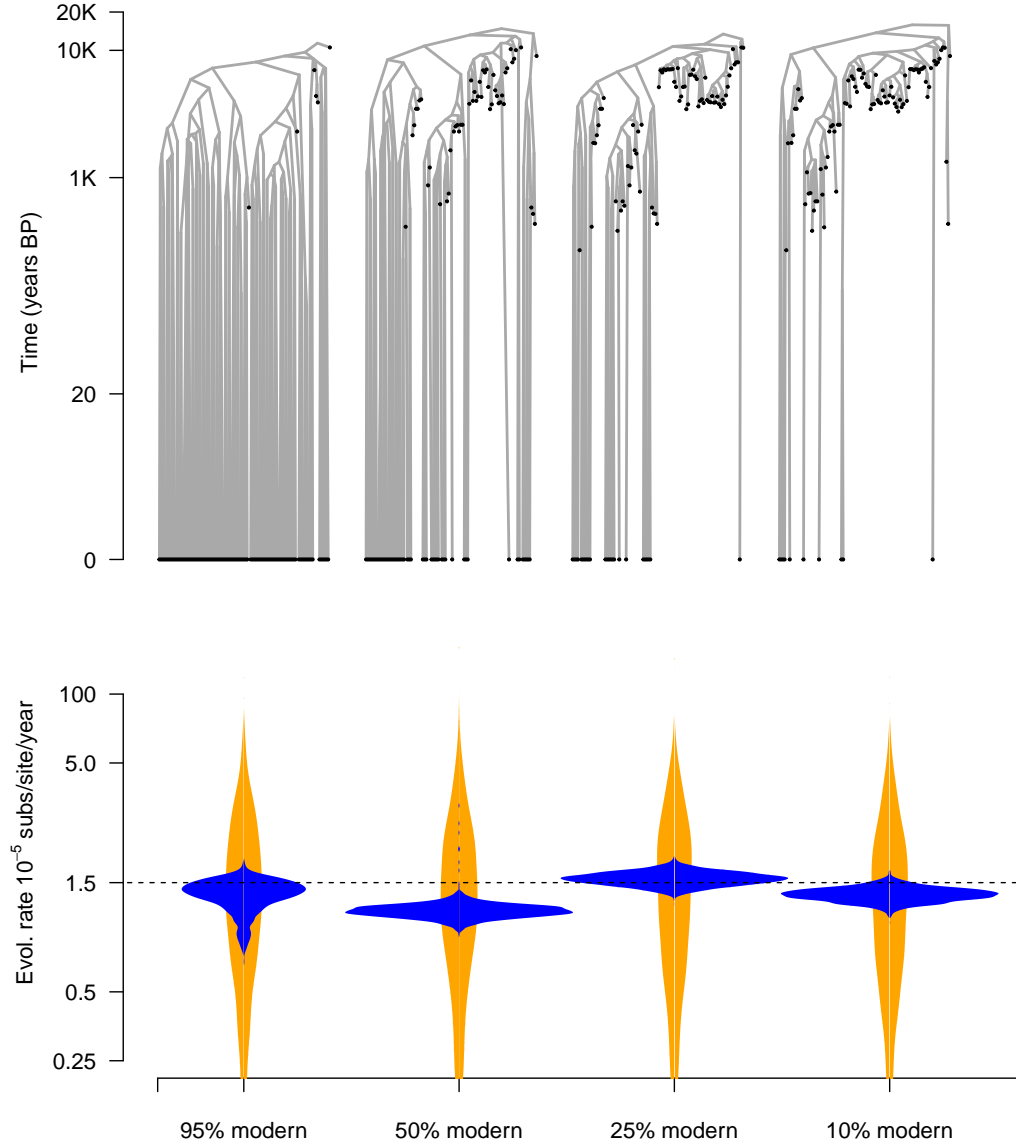 20K
10K
1K
20
0
Time (years BP)
100
5.0
1.5
0.5
0.25
Evol. rate 10⁻⁵ subs/site/year
95% modern
50% modern
25% modern
10% modern